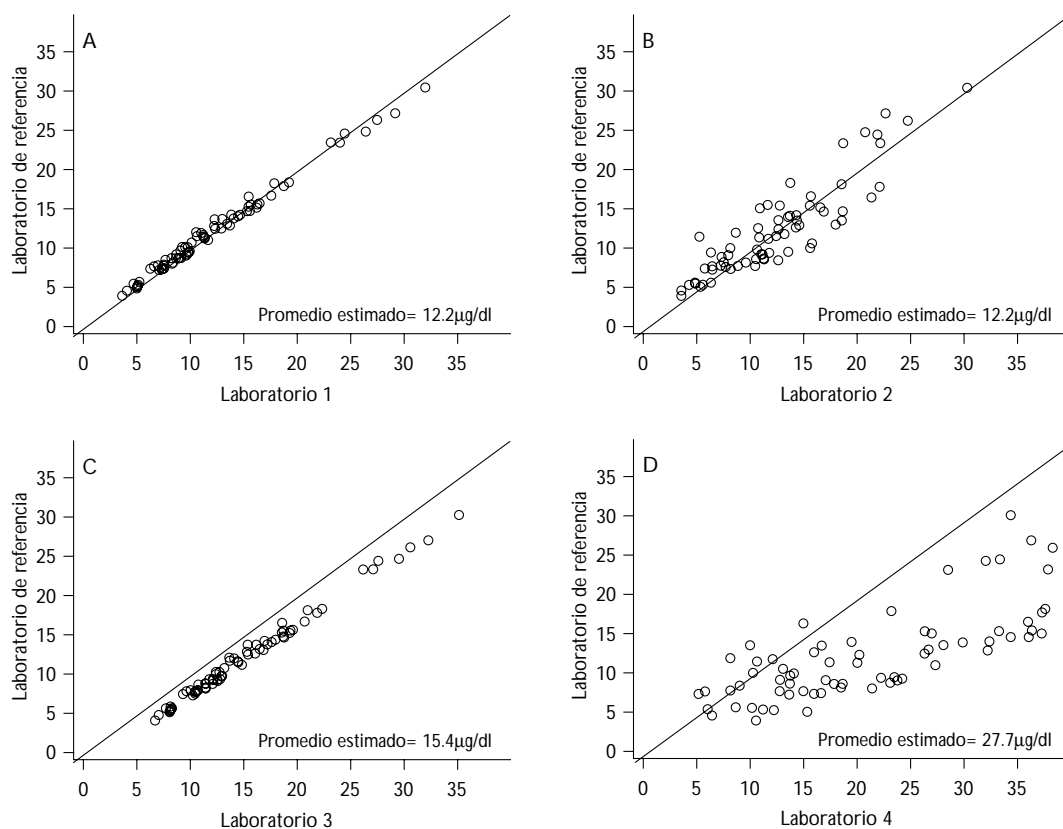 A
Laboratorio de referencia
35
30
25
20
15
10
5
0
Promedio estimado= 12.2µg/dl
0 5 10 15 20 25 30 35
Laboratorio 1
B
Laboratorio de referencia
35
30
25
20
15
10
5
0
Promedio estimado= 12.2µg/dl
0 5 10 15 20 25 30 35
Laboratorio 2
C
Laboratorio de referencia
35
30
25
20
15
10
5
0
Promedio estimado= 15.4µg/dl
0 5 10 15 20 25 30 35
Laboratorio 3
D
Laboratorio de referencia
35
30
25
20
15
10
5
0
Promedio estimado= 27.7µg/dl
0 5 10 15 20 25 30 35
Laboratorio 4